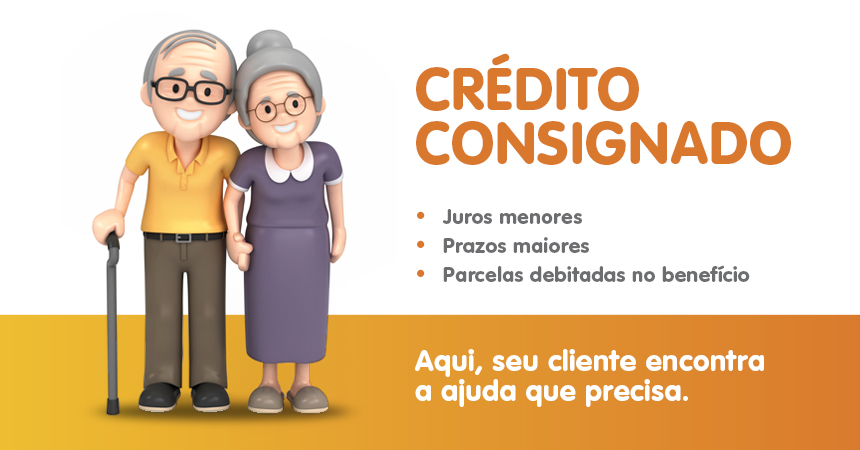 CRÉDITO
CONSIGNADO
• Juros menores
• Prazos maiores
• Parcelas debitadas no benefício
Aqui, seu cliente encontra
a ajuda que precisa.